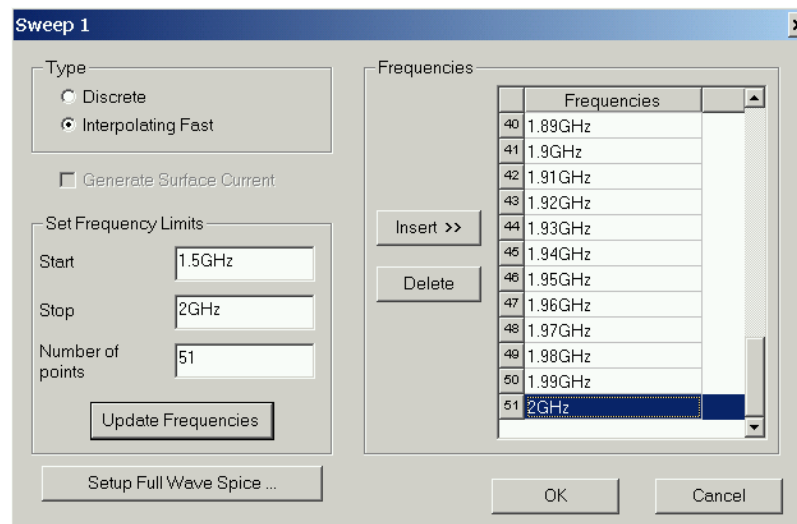 Sweep 1
Type
Discrete
Interpolating Fast
Generate Surface Current
Set Frequency Limits
Start
1.5GHz
Stop
2GHz
Number of
points
51
Update Frequencies
Setup Full Wave Spice ...
Frequencies
Insert >>
Delete
Frequencies
40 1.89GHz
41 1.9GHz
42 1.91GHz
43 1.92GHz
44 1.93GHz
45 1.94GHz
46 1.95GHz
47 1.96GHz
48 1.97GHz
49 1.98GHz
50 1.99GHz
51 2GHz
OK
Cancel